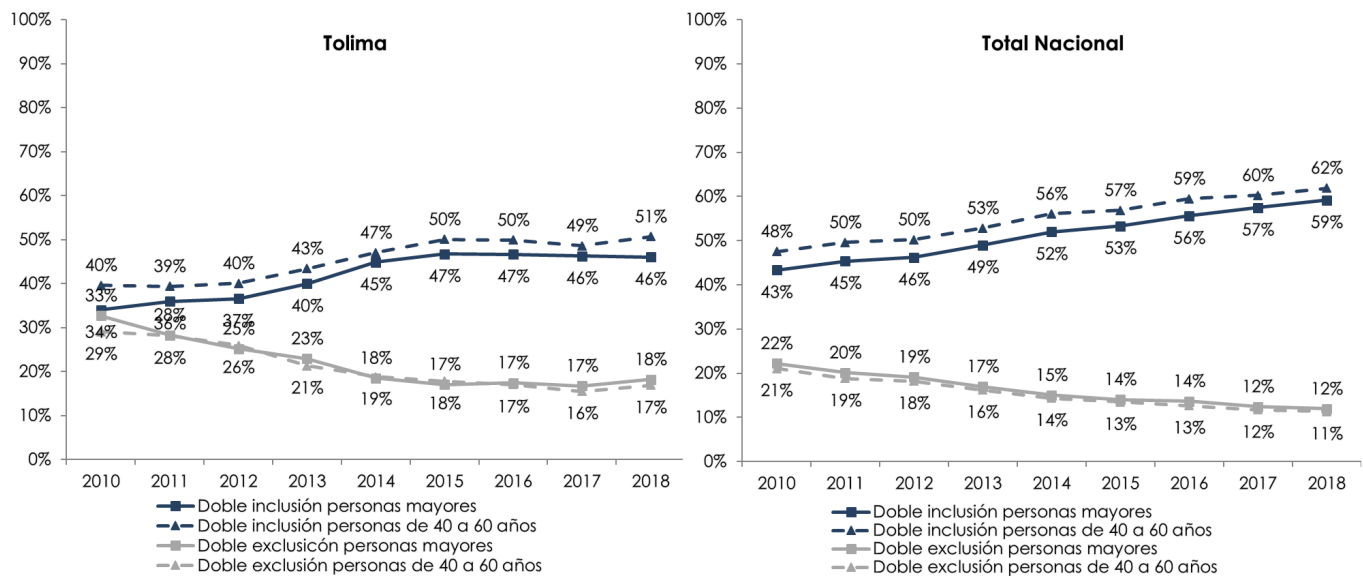 Tolima
100%
90%
80%
70%
60%
50%
40%
30%
20%
10%
0%
40% 39% 40% 43% 47% 50% 50% 49% 51%
34% 36% 37% 40% 45% 47% 47% 46% 46%
33% 28% 25% 23% 18% 17% 17% 17% 18%
29% 28% 26% 21% 19% 18% 17% 16% 17%
2010 2011 2012 2013 2014 2015 2016 2017 2018
Doble inclusión personas mayores
Doble inclusión personas de 40 a 60 años
Doble exclusicón personas mayores
Doble exclusión personas de 40 a 60 años
Total Nacional
100%
90%
80%
70%
60%
50%
40%
30%
20%
10%
0%
48% 50% 50% 53% 56% 57% 59% 60% 62%
43% 45% 46% 49% 52% 53% 56% 57% 59%
22% 20% 19% 17% 15% 14% 14% 12% 12%
21% 19% 18% 16% 14% 13% 13% 12% 11%
2010 2011 2012 2013 2014 2015 2016 2017 2018
Doble inclusión personas mayores
Doble inclusión personas de 40 a 60 años
Doble exclusión personas mayores
Doble exclusión personas de 40 a 60 años